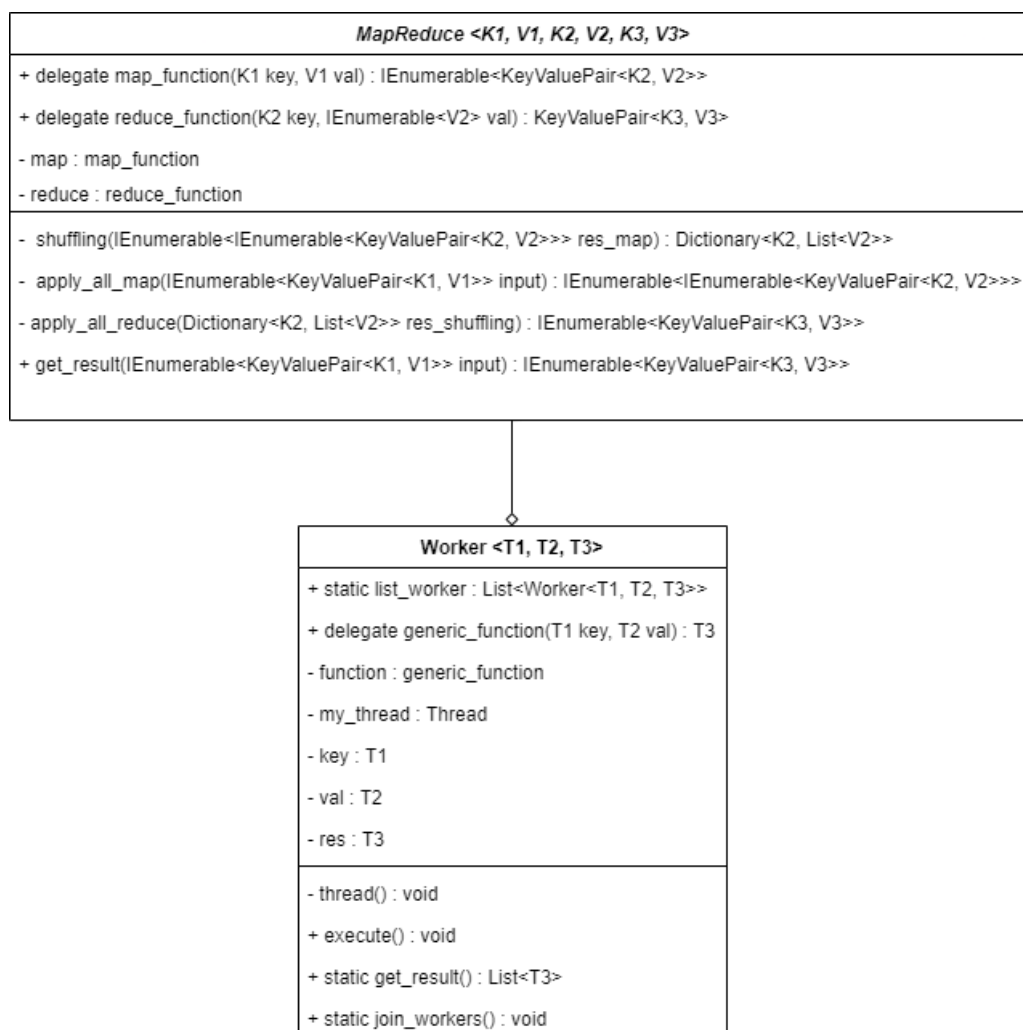 MapReduce <K1, V1, K2, V2, K3, V3>
+ delegate map_function(K1 key, V1 val) : IEnumerable<KeyValuePair<K2, V2>>
+ delegate reduce_function(K2 key, IEnumerable<V2> val) : KeyValuePair<K3, V3>
- map : map_function
- reduce : reduce_function
- shuffling(IEnumerable<IEnumerable<KeyValuePair<K2, V2>>> res_map) : Dictionary<K2, List<V2>>
- apply_all_map(IEnumerable<KeyValuePair<K1, V1>> input) : IEnumerable<IEnumerable<KeyValuePair<K2, V2>>>
- apply_all_reduce(Dictionary<K2, List<V2>> res_shuffling) : IEnumerable<KeyValuePair<K3, V3>>
+ get_result(IEnumerable<KeyValuePair<K1, V1>> input) : IEnumerable<KeyValuePair<K3, V3>>
Worker <T1, T2, T3>
+ static list_worker : List<Worker<T1, T2, T3>>
+ delegate generic_function(T1 key, T2 val) : T3
- function : generic_function
- my_thread : Thread
- key : T1
- val : T2
- res : T3
- thread() : void
+ execute() : void
+ static get_result() : List<T3>
+ static join_workers() : void